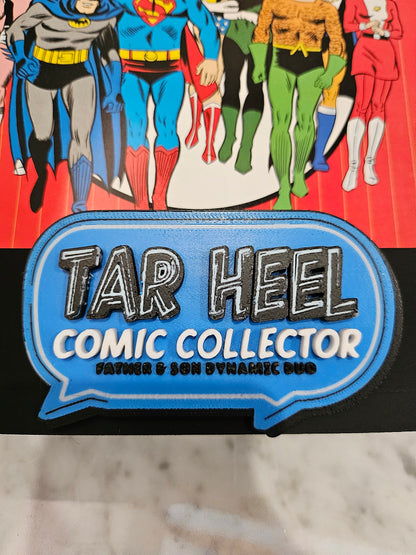 TAR HEEL
COMIC COLLECTOR
FATHER & SON DYNAMIC DUO